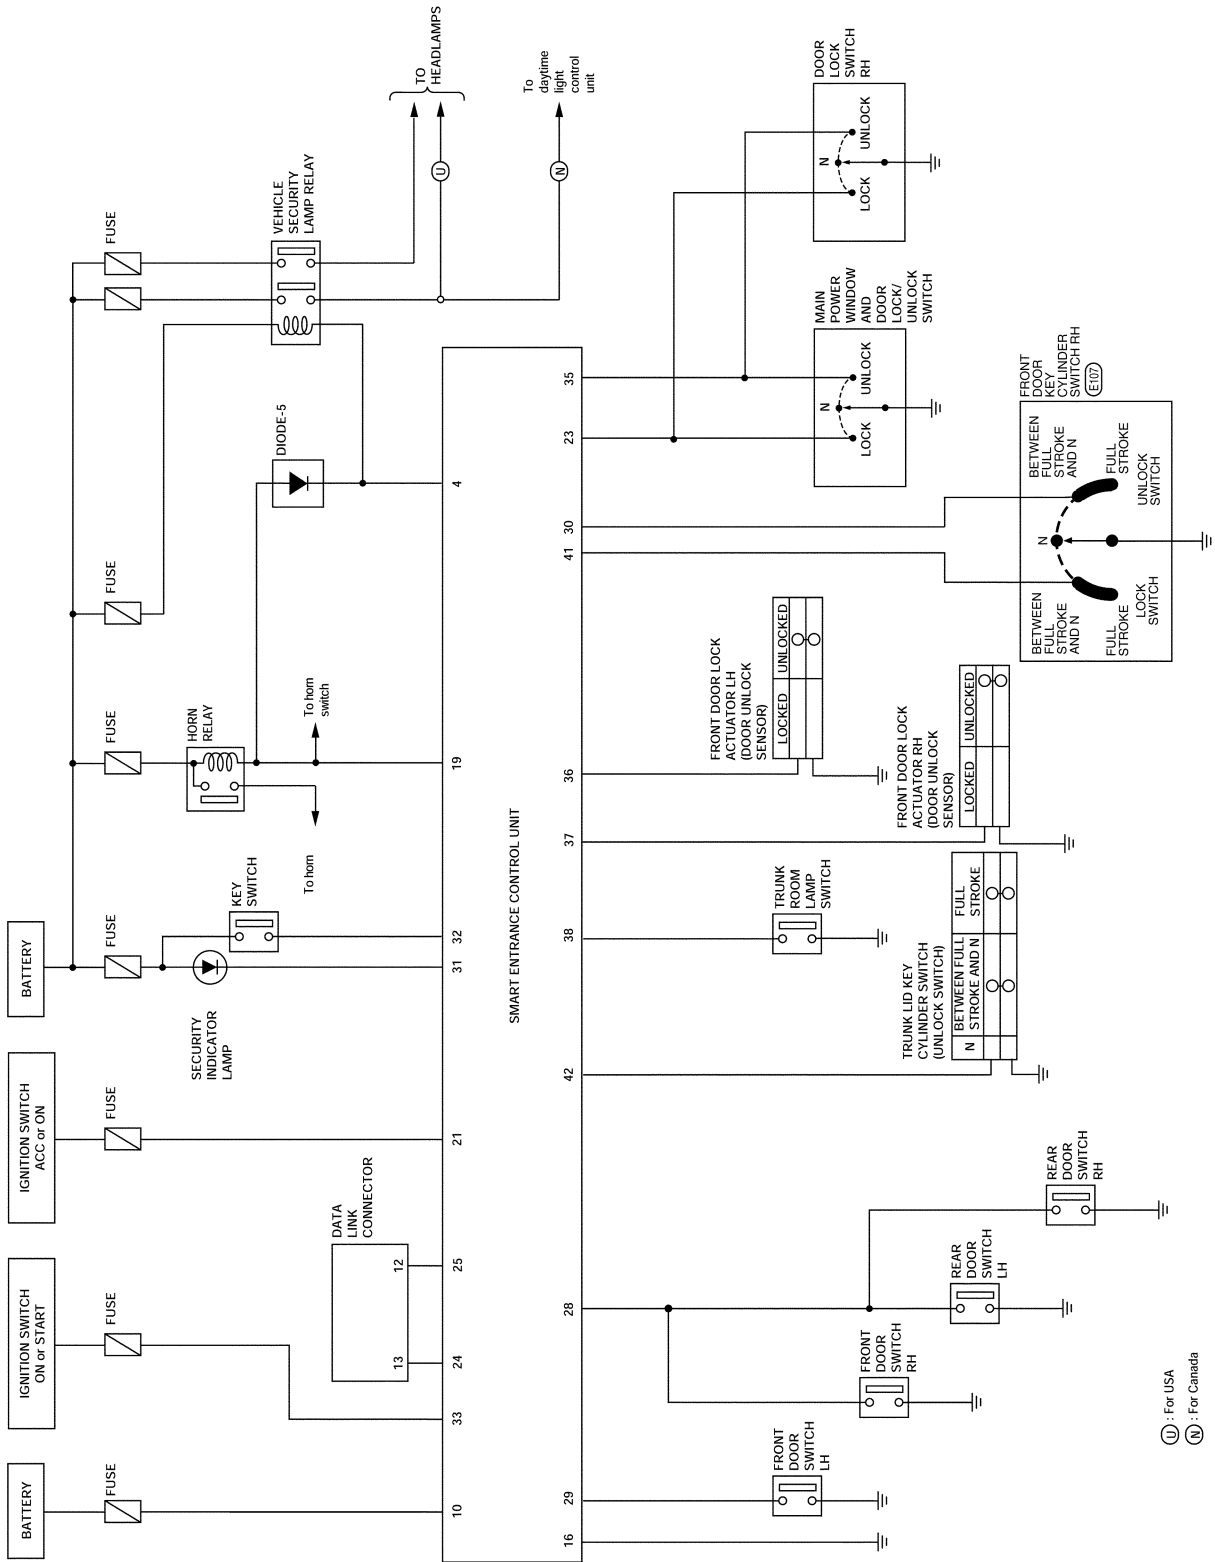 BATTERY
FUSE
10
IGNITION SWITCH
ON or START
FUSE
33
DATA
LINK
CONNECTOR
13
12
24
25
IGNITION SWITCH
ACC or ON
FUSE
21
BATTERY
FUSE
SECURITY
INDICATOR
LAMP
31
KEY
SWITCH
32
FUSE
HORN
RELAY
To horn
To horn
switch
19
FUSE
DIODE-5
4
FUSE
VEHICLE
SECURITY
LAMP RELAY
TO
HEADLAMPS
U
To
daytime
light
control
unit
N
SMART ENTRANCE CONTROL UNIT
16
29
FRONT
DOOR
SWITCH
LH
28
FRONT
DOOR
SWITCH
RH
REAR
DOOR
SWITCH
LH
REAR
DOOR
SWITCH
RH
42
TRUNK LID KEY
CYLINDER SWITCH
(UNLOCK SWITCH)
N
BETWEEN FULL
STROKE AND N
FULL
STROKE
38
TRUNK
ROOM
LAMP
SWITCH
37
FRONT DOOR LOCK
ACTUATOR RH
(DOOR UNLOCK
SENSOR)
LOCKED
UNLOCKED
36
FRONT DOOR LOCK
ACTUATOR LH
(DOOR UNLOCK
SENSOR)
LOCKED
UNLOCKED
41
30
FRONT
DOOR
KEY
CYLINDER
SWITCH RH
E107
BETWEEN
FULL
STROKE
AND N
N
BETWEEN
FULL
STROKE
AND N
FULL
STROKE
LOCK
SWITCH
FULL
STROKE
UNLOCK
SWITCH
23
35
MAIN
POWER
WINDOW
AND
DOOR
LOCK/
UNLOCK
SWITCH
N
LOCK
UNLOCK
DOOR
LOCK
SWITCH
RH
N
LOCK
UNLOCK
U : For USA
N : For Canada